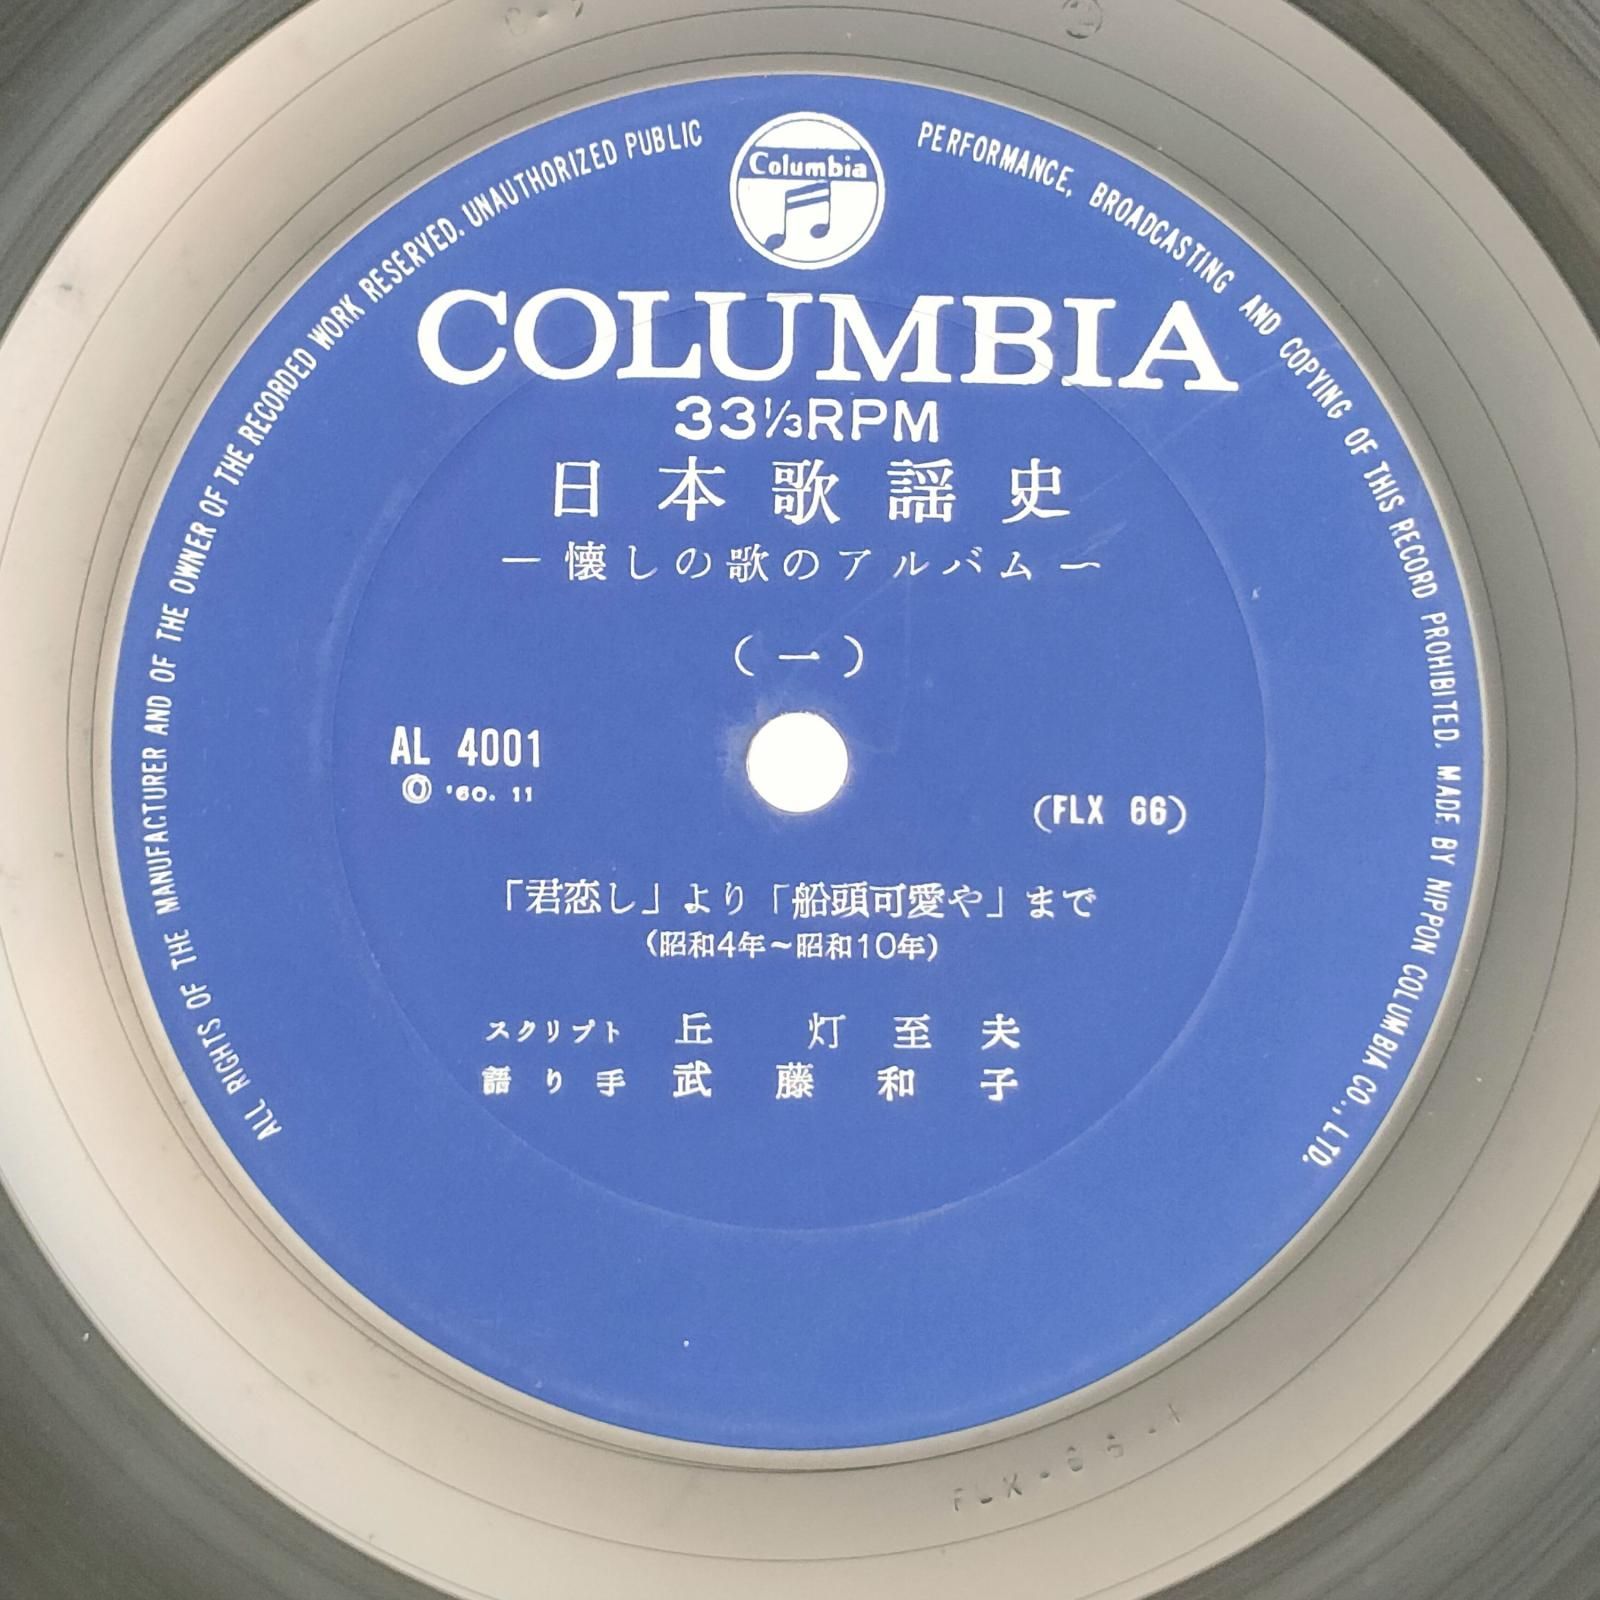 ALL RIGHTS OF THE MANUFACTURER AND OF THE OWNER OF THE RECORDED WORK RESERVED. UNAUTHORIZED PUBLIC PERFORMANCE, BROADCASTING AND COPYING OF THIS RECORD PROHIBITED. MADE BY NIPPON COLUMBIA CO., LTD.
Columbia
COLUMBIA
33⅓RPM
日本歌謡史
―懐しの歌のアルバム―
(一)
AL 4001
Ⓒ '60. 11
(FLX 66)
「君恋し」より「船頭可愛や」まで
(昭和4年~昭和10年)
スクリプト 丘 灯至夫
語り手 武藤和子
FLX-66-1